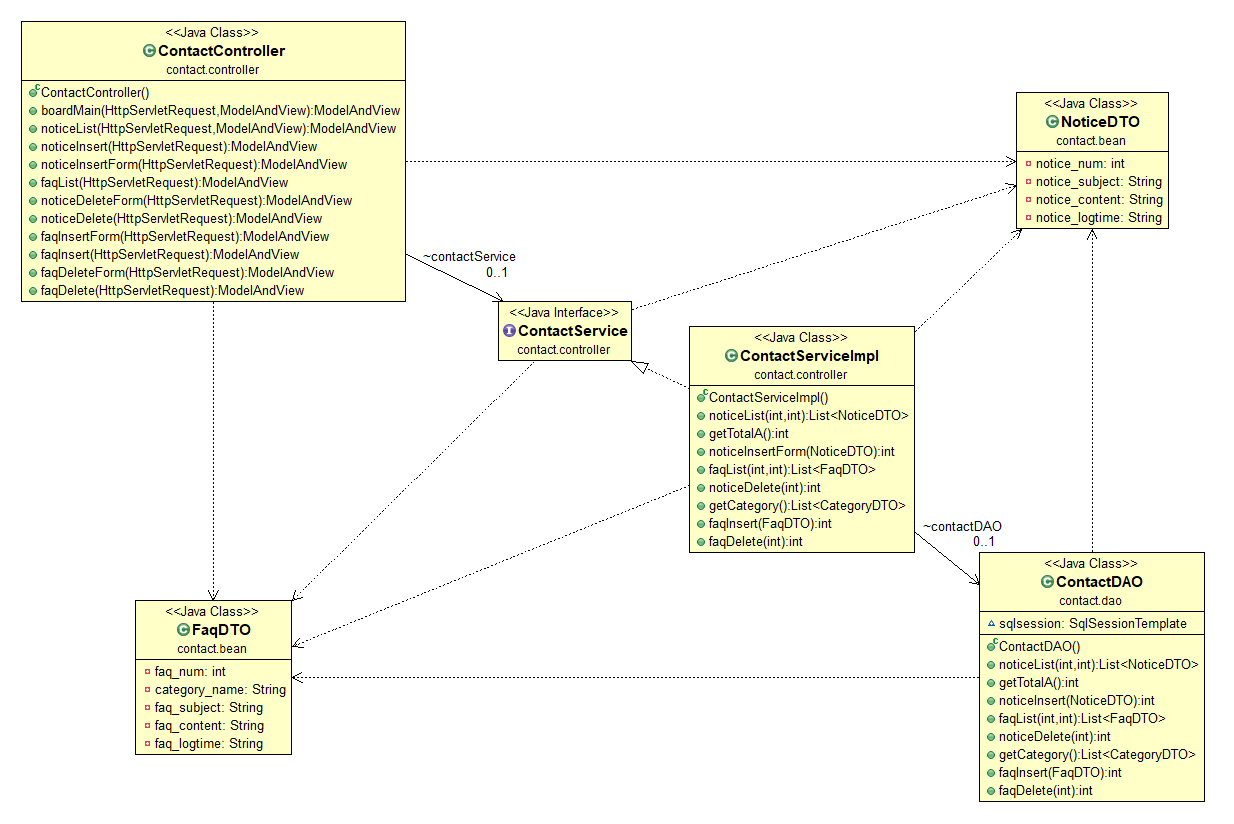 <<Java Class>>
ContactController
contact.controller
ContactController()
boardMain(HttpServletRequest,ModelAndView):ModelAndView
noticeList(HttpServletRequest,ModelAndView):ModelAndView
noticeInsert(HttpServletRequest):ModelAndView
noticeInsertForm(HttpServletRequest):ModelAndView
faqList(HttpServletRequest):ModelAndView
noticeDeleteForm(HttpServletRequest):ModelAndView
noticeDelete(HttpServletRequest):ModelAndView
faqInsertForm(HttpServletRequest):ModelAndView
faqInsert(HttpServletRequest):ModelAndView
faqDeleteForm(HttpServletRequest):ModelAndView
faqDelete(HttpServletRequest):ModelAndView
<<Java Class>>
NoticeDTO
contact.bean
notice_num: int
notice_subject: String
notice_content: String
notice_logtime: String
~contactService
0..1
<<Java Interface>>
ContactService
contact.controller
<<Java Class>>
ContactServiceImpl
contact.controller
ContactServiceImpl()
noticeList(int,int):List<NoticeDTO>
getTotalA():int
noticeInsertForm(NoticeDTO):int
faqList(int,int):List<FaqDTO>
noticeDelete(int):int
getCategory():List<CategoryDTO>
faqInsert(FaqDTO):int
faqDelete(int):int
~contactDAO
0..1
<<Java Class>>
ContactDAO
contact.dao
sqlsession: SqlSessionTemplate
ContactDAO()
noticeList(int,int):List<NoticeDTO>
getTotalA():int
noticeInsert(NoticeDTO):int
faqList(int,int):List<FaqDTO>
noticeDelete(int):int
getCategory():List<CategoryDTO>
faqInsert(FaqDTO):int
faqDelete(int):int
<<Java Class>>
FaqDTO
contact.bean
faq_num: int
category_name: String
faq_subject: String
faq_content: String
faq_logtime: String